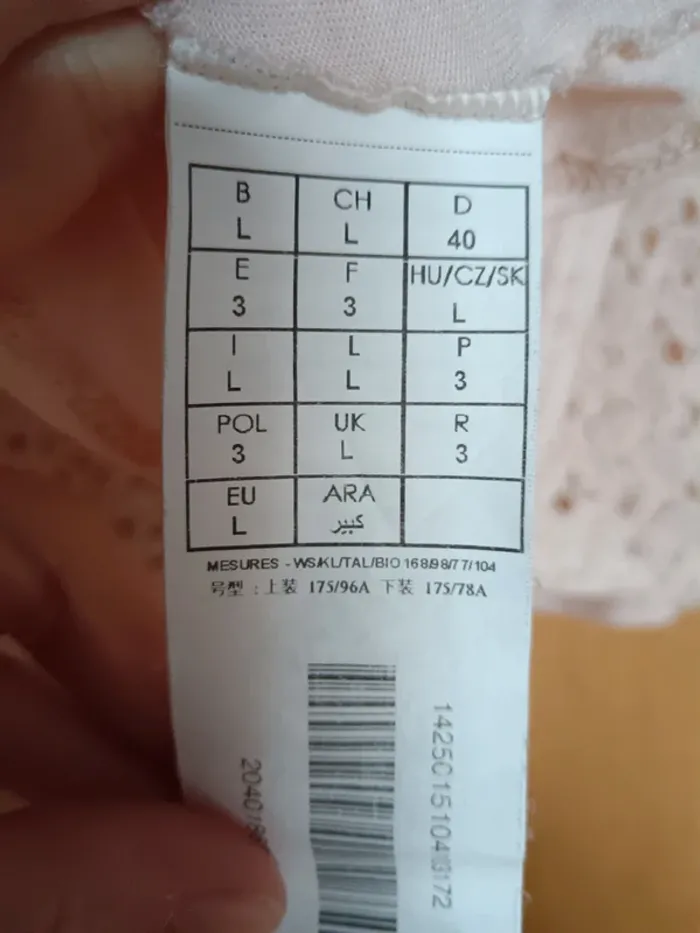 B CH D
L L 40
E F HU/CZ/SK
3 3 L
I L P
L L 3
POL UK R
3 L 3
EU ARA
L كبير
MESURES - WS/KL/TAL/BIO 168/98/77/104
号型 : 上装 175/96A 下装 175/78A